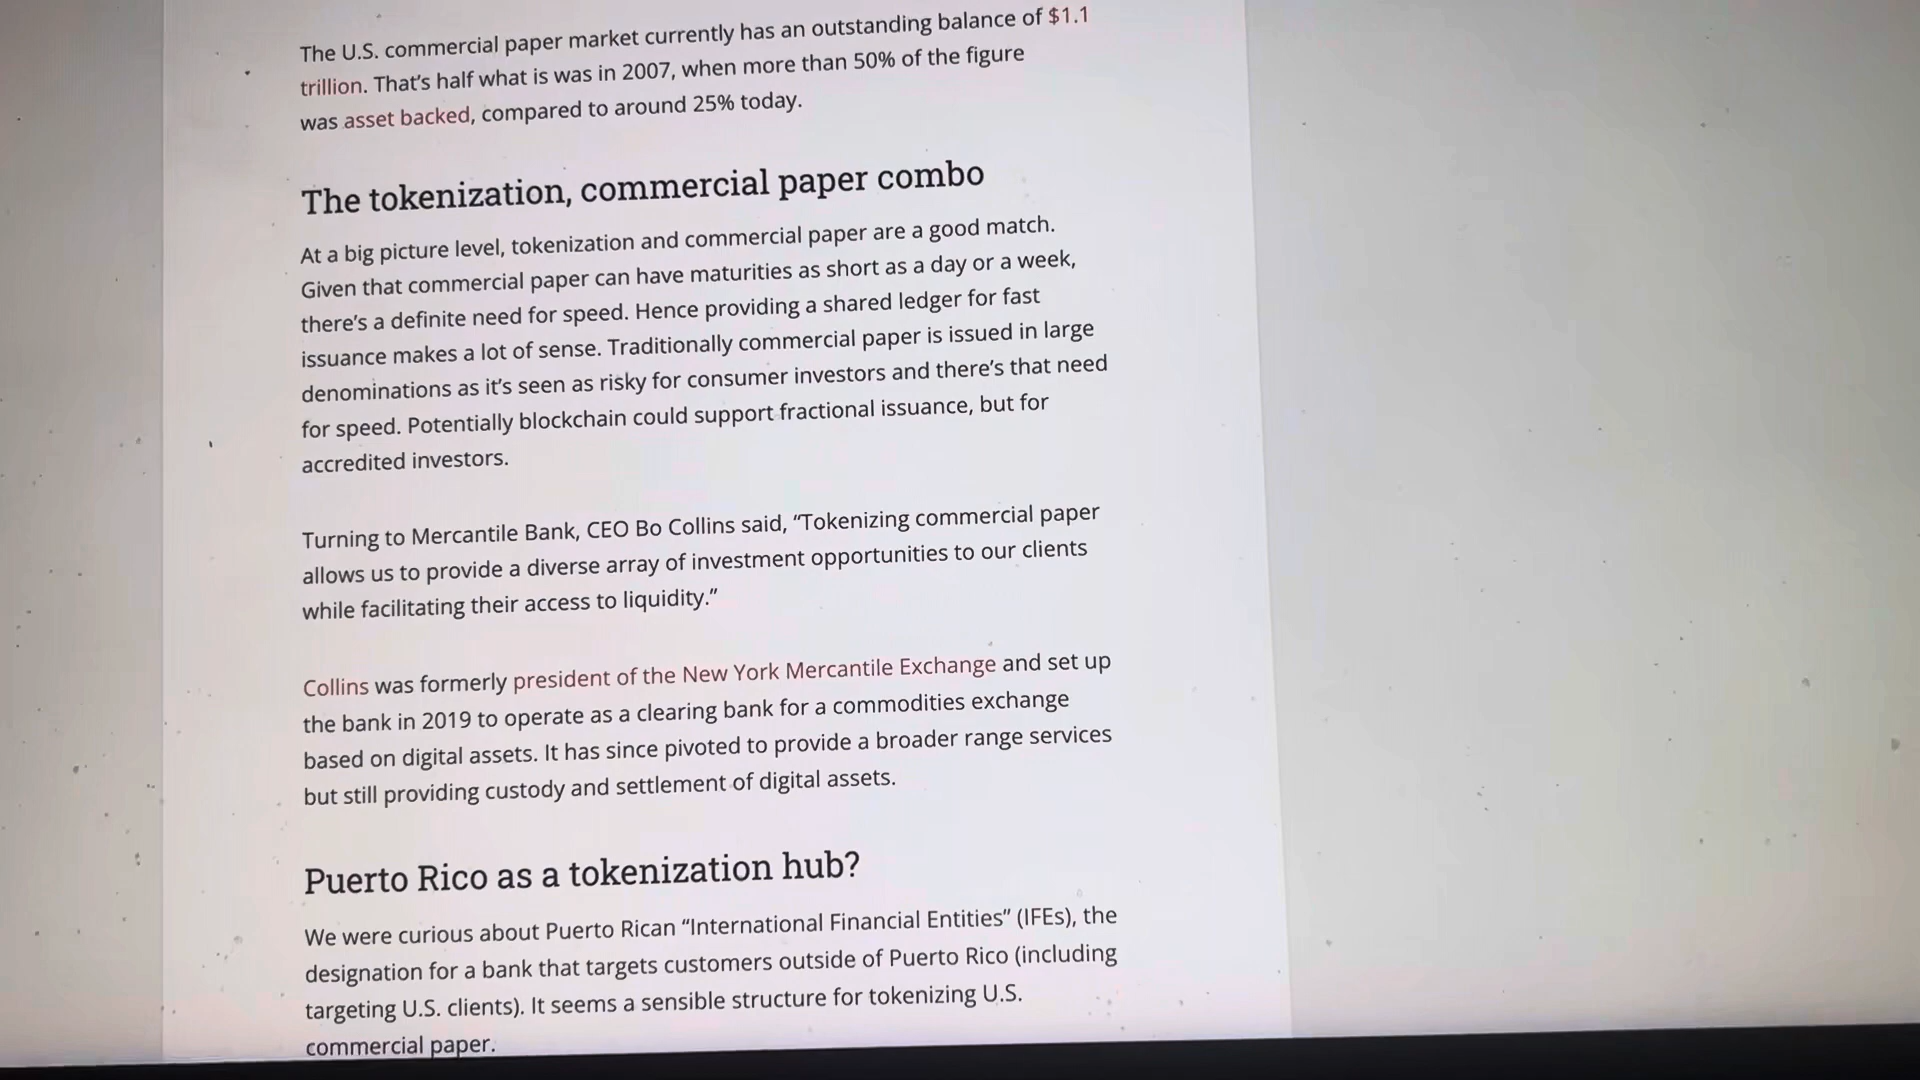 The U.S. commercial paper market currently has an outstanding balance of $1.1
trillion. That's half what is was in 2007, when more than 50% of the figure
was asset backed, compared to around 25% today.
The tokenization, commercial paper combo
At a big picture level, tokenization and commercial paper are a good match.
Given that commercial paper can have maturities as short as a day or a week,
there's a definite need for speed. Hence providing a shared ledger for fast
issuance makes a lot of sense. Traditionally commercial paper is issued in large
denominations as it's seen as risky for consumer investors and there's that need
for speed. Potentially blockchain could support fractional issuance, but for
accredited investors.
Turning to Mercantile Bank, CEO Bo Collins said, “Tokenizing commercial paper
allows us to provide a diverse array of investment opportunities to our clients
while facilitating their access to liquidity.”
Collins was formerly president of the New York Mercantile Exchange and set up
the bank in 2019 to operate as a clearing bank for a commodities exchange
based on digital assets. It has since pivoted to provide a broader range services
but still providing custody and settlement of digital assets.
Puerto Rico as a tokenization hub?
We were curious about Puerto Rican “International Financial Entities” (IFEs), the
designation for a bank that targets customers outside of Puerto Rico (including
targeting U.S. clients). It seems a sensible structure for tokenizing U.S.
commercial paper.